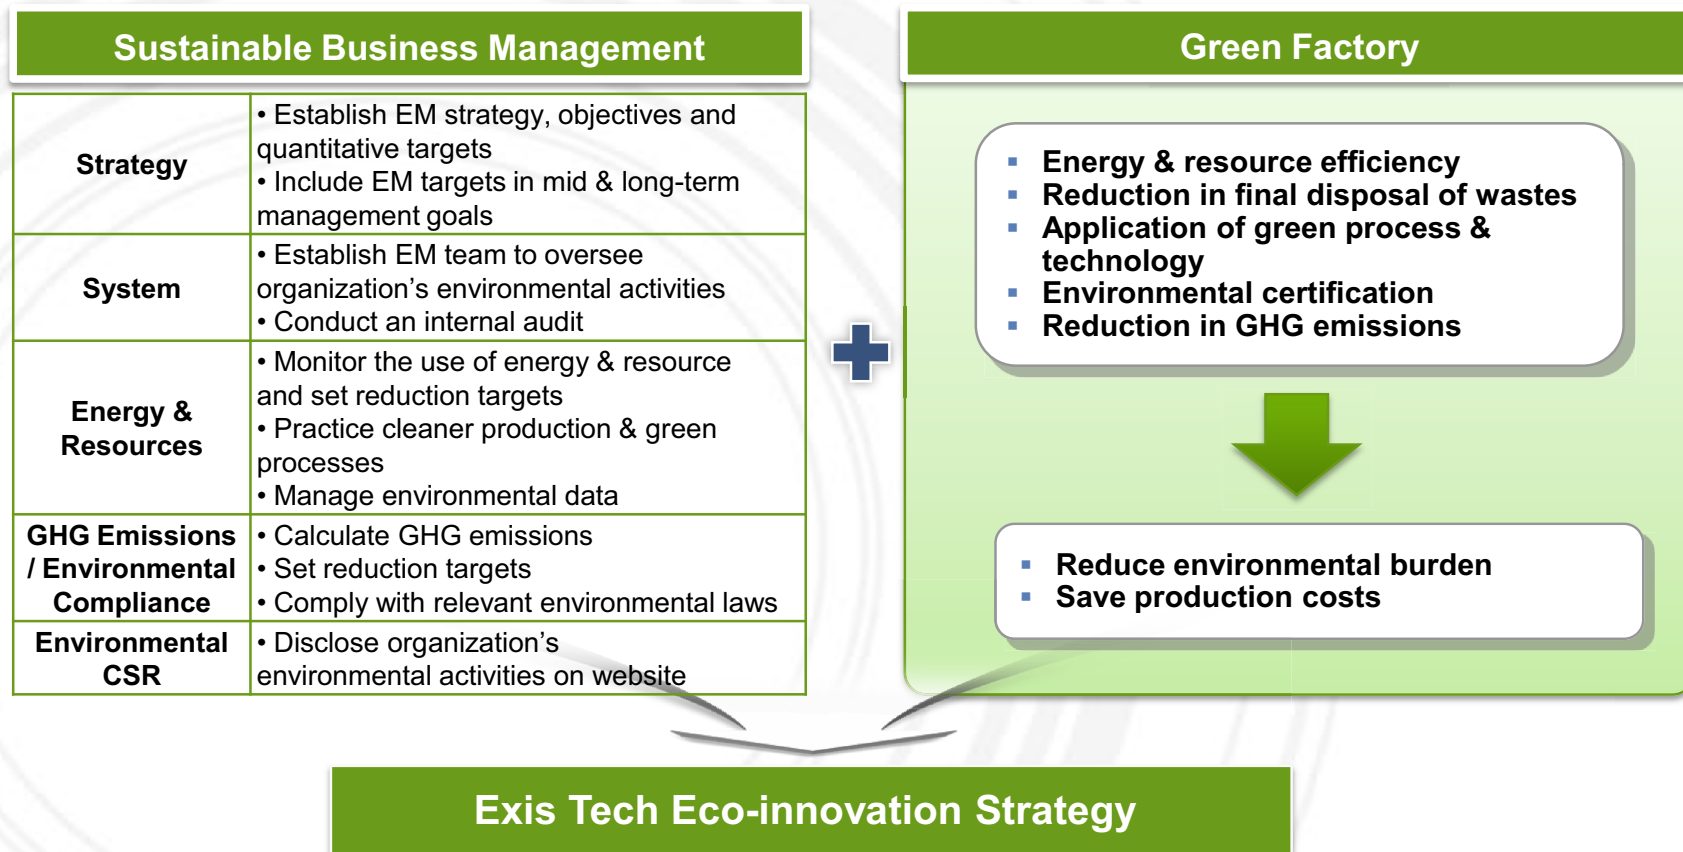 Sustainable Business Management
Strategy
• Establish EM strategy, objectives and
quantitative targets
• Include EM targets in mid & long-term
management goals
System
• Establish EM team to oversee
organization’s environmental activities
• Conduct an internal audit
Energy &
Resources
• Monitor the use of energy & resource
and set reduction targets
• Practice cleaner production & green
processes
• Manage environmental data
GHG Emissions
/ Environmental
Compliance
• Calculate GHG emissions
• Set reduction targets
• Comply with relevant environmental laws
Environmental
CSR
• Disclose organization’s
environmental activities on website
Green Factory
▪ Energy & resource efficiency
▪ Reduction in final disposal of wastes
▪ Application of green process &
technology
▪ Environmental certification
▪ Reduction in GHG emissions
▪ Reduce environmental burden
▪ Save production costs
Exis Tech Eco-innovation Strategy